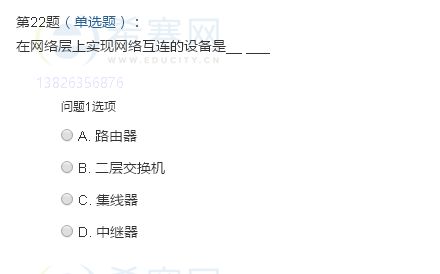 第22题（单选题）：
希赛网
在网络层上实现网络互连的设备是__ ___
WWW.EDUCITY.CN
13826356876
问题1选项
A. 路由器
B. 二层交换机
C. 集线器
D. 中继器
希赛网